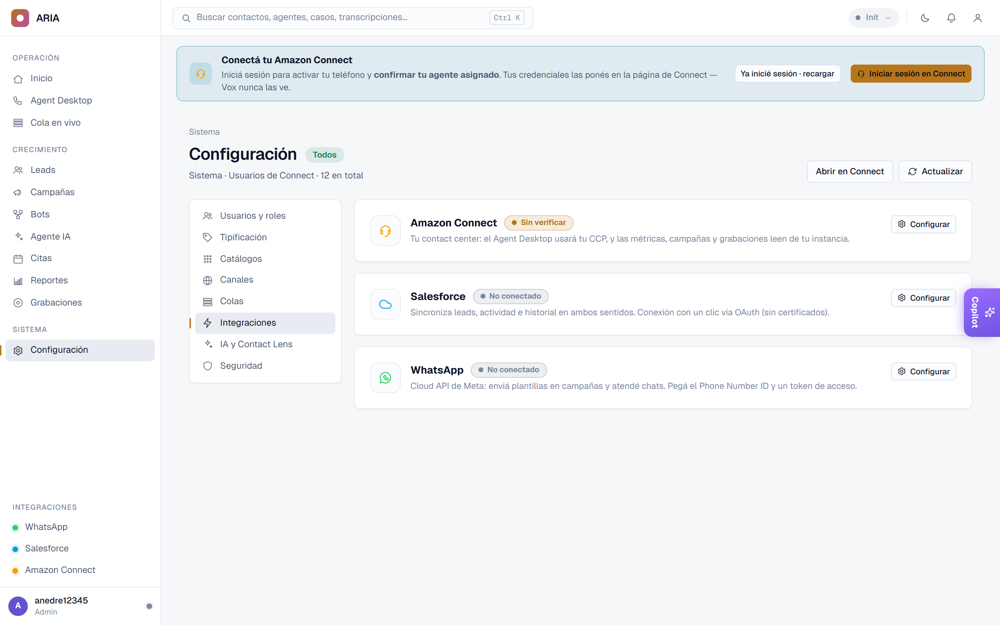 ARIA
Buscar contactos, agentes, casos, transcripciones...
Ctrl K
Init
OPERACIÓN
Inicio
Agent Desktop
Cola en vivo
CRECIMIENTO
Leads
Campañas
Bots
Agente IA
Citas
Reportes
Grabaciones
SISTEMA
Configuración
INTEGRACIONES
WhatsApp
Salesforce
Amazon Connect
A
anedre12345
Admin
Conectá tu Amazon Connect
Iniciá sesión para activar tu teléfono y confirmar tu agente asignado. Tus credenciales las ponés en la página de Connect —
Vox nunca las ve.
Ya inicié sesión · recargar
Iniciar sesión en Connect
Sistema
Configuración
Todos
Sistema · Usuarios de Connect · 12 en total
Abrir en Connect
Actualizar
Usuarios y roles
Tipificación
Catálogos
Canales
Colas
Integraciones
IA y Contact Lens
Seguridad
Amazon Connect
Sin verificar
Tu contact center: el Agent Desktop usará tu CCP, y las métricas, campañas y grabaciones leen de tu instancia.
Configurar
Salesforce
No conectado
Sincroniza leads, actividad e historial en ambos sentidos. Conexión con un clic vía OAuth (sin certificados).
Configurar
WhatsApp
No conectado
Cloud API de Meta: enviá plantillas en campañas y atendé chats. Pegá el Phone Number ID y un token de acceso.
Configurar
Copilot